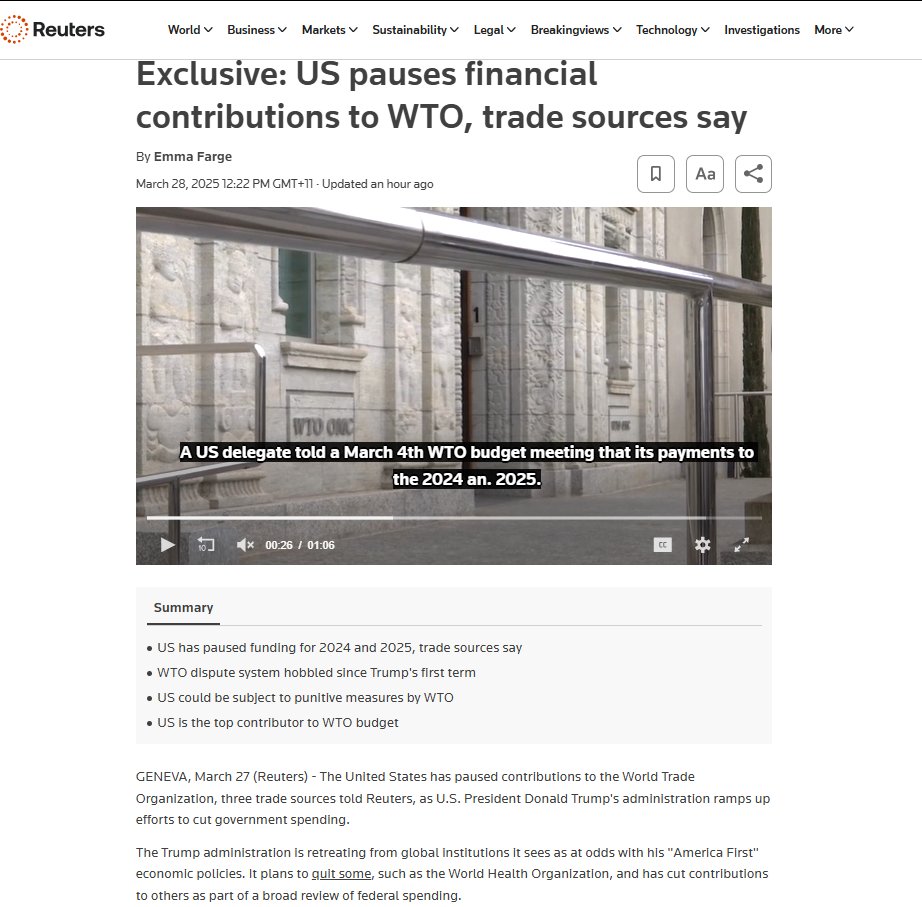 Reuters World Business Markets Sustainability Legal Breakingviews Technology Investigations More
Exclusive: US pauses financial
contributions to WTO, trade sources say
By Emma Farge
March 28, 2025 12:22 PM GMT+11 · Updated an hour ago
Aa
1
WTO OMC
A US delegate told a March 4th WTO budget meeting that its payments to
the 2024 an. 2025.
10
00:26 / 01:06
CC
Summary
US has paused funding for 2024 and 2025, trade sources say
WTO dispute system hobbled since Trump's first term
US could be subject to punitive measures by WTO
US is the top contributor to WTO budget
GENEVA, March 27 (Reuters) - The United States has paused contributions to the World Trade
Organization, three trade sources told Reuters, as U.S. President Donald Trump's administration ramps up
efforts to cut government spending.
The Trump administration is retreating from global institutions it sees as at odds with his "America First"
economic policies. It plans to quit some, such as the World Health Organization, and has cut contributions
to others as part of a broad review of federal spending.